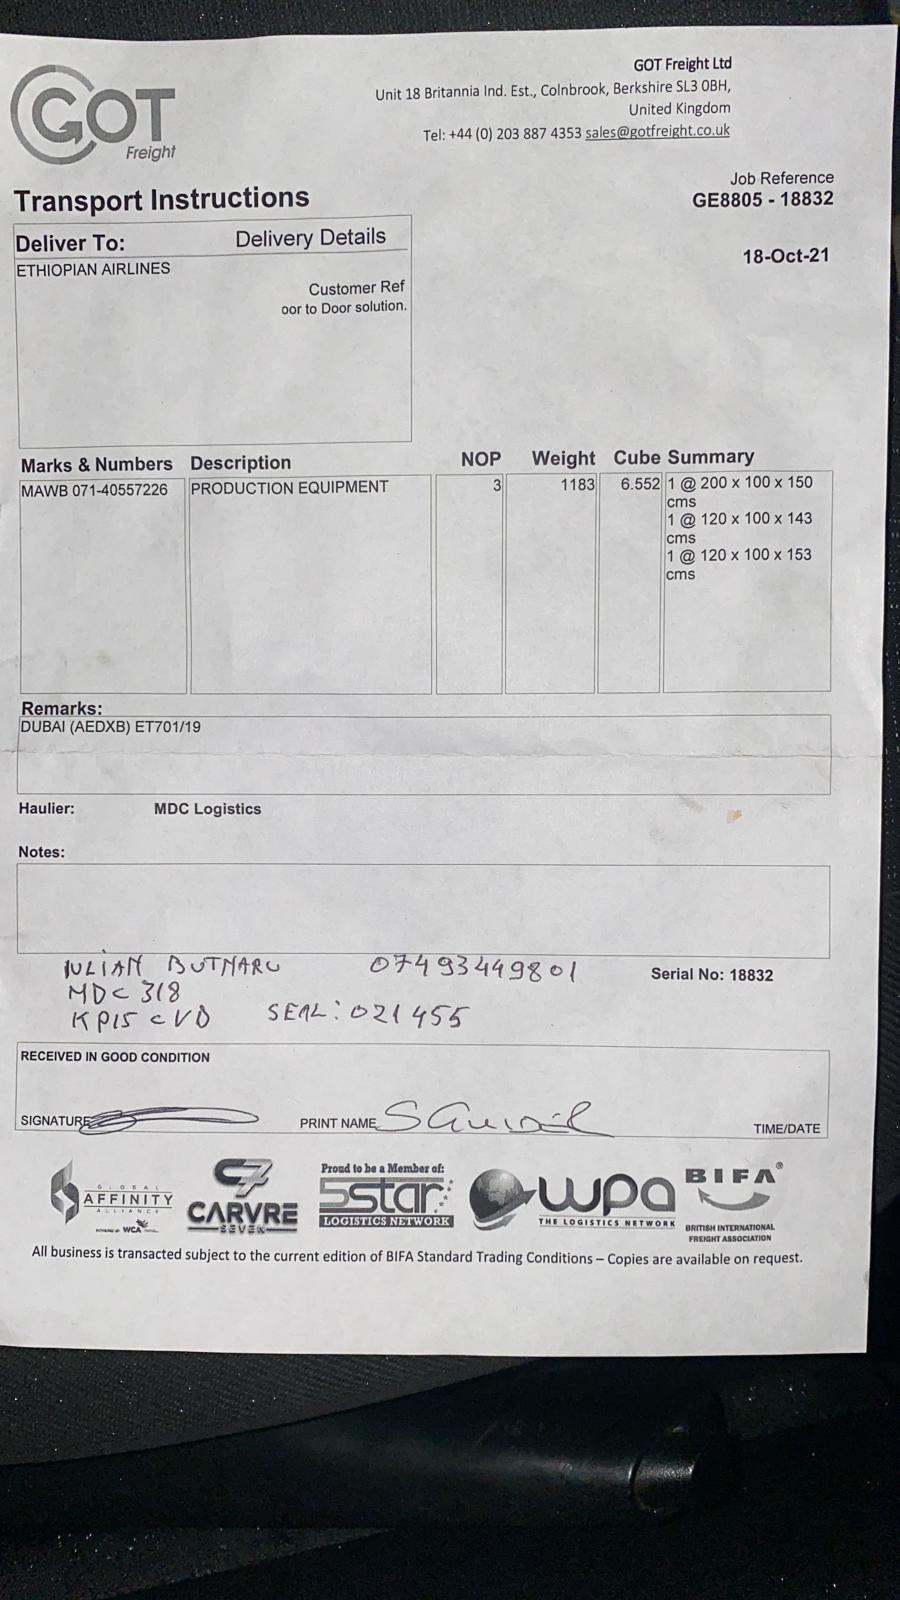 GOT
Freight
GOT Freight Ltd
Unit 18 Britannia Ind. Est., Colnbrook, Berkshire SL3 0BH,
United Kingdom
Tel: +44 (0) 203 887 4353 sales@gotfreight.co.uk
Job Reference
GE8805 - 18832
18-Oct-21
Transport Instructions
Deliver To: Delivery Details
ETHIOPIAN AIRLINES
Customer Ref
oor to Door solution.
Marks & Numbers Description NOP Weight Cube Summary
MAWB 071-40557226 PRODUCTION EQUIPMENT 3 1183 6.552 1 @ 200 x 100 x 150
cms
1 @ 120 x 100 x 143
cms
1 @ 120 x 100 x 153
cms
Remarks:
DUBAI (AEDXB) ET701/19
Haulier: MDC Logistics
Notes:
IULIAN BUTNARU 07493449801
Serial No: 18832
MDC 318
KP15 CVD SEAL: 021455
RECEIVED IN GOOD CONDITION
SIGNATURE PRINT NAME TIME/DATE
GLOBAL
AFFINITY
ALLIANCE
POWERED BY WCA
C7
CARVRE
SEVEN
Proud to be a Member of:
5star
LOGISTICS NETWORK
wpa
THE LOGISTICS NETWORK
BIFA®
BRITISH INTERNATIONAL
FREIGHT ASSOCIATION
All business is transacted subject to the current edition of BIFA Standard Trading Conditions – Copies are available on request.